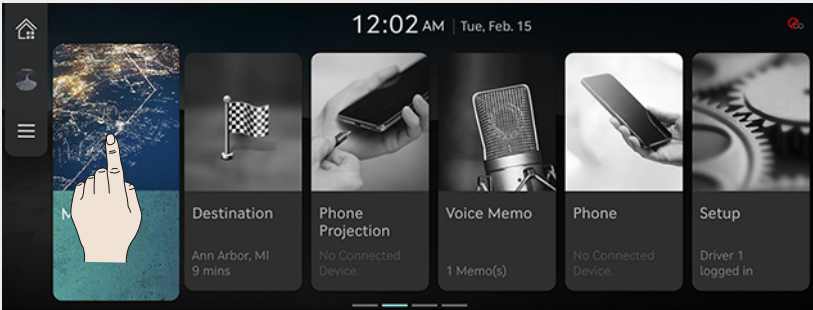 12:02 AM Tue, Feb. 15
Destination
Ann Arbor, MI
9 mins
Phone
Projection
No Connected
Device.
Voice Memo
1 Memo(s)
Phone
No Connected
Device.
Setup
Driver 1
logged in